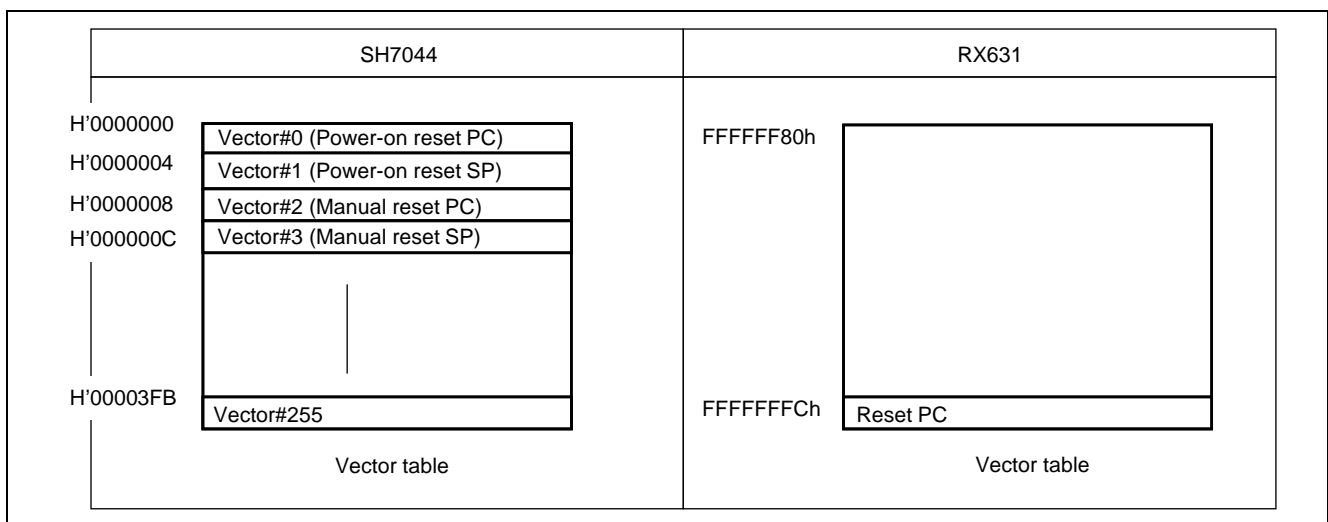 SH7044
RX631
H'0000000
Vector#0 (Power-on reset PC)
H'0000004
Vector#1 (Power-on reset SP)
H'0000008
Vector#2 (Manual reset PC)
H'000000C
Vector#3 (Manual reset SP)
H'00003FB
Vector#255
Vector table
FFFFFF80h
FFFFFFFCh
Reset PC
Vector table